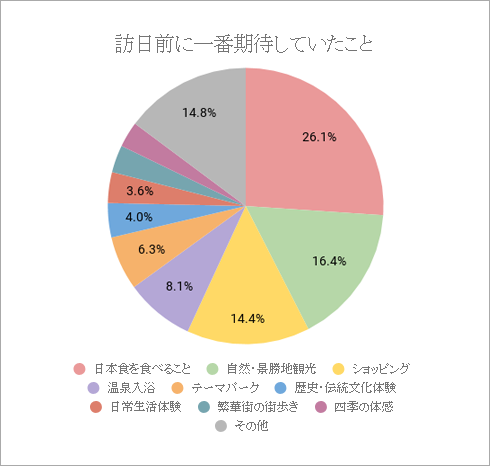 訪日前に一番期待していたこと
14.8%
26.1%
3.6%
4.0%
6.3%
16.4%
8.1%
14.4%
日本食を食べること 自然・景勝地観光 ショッピング
温泉入浴 テーマパーク 歴史・伝統文化体験
日常生活体験 繁華街の街歩き 四季の体感
その他